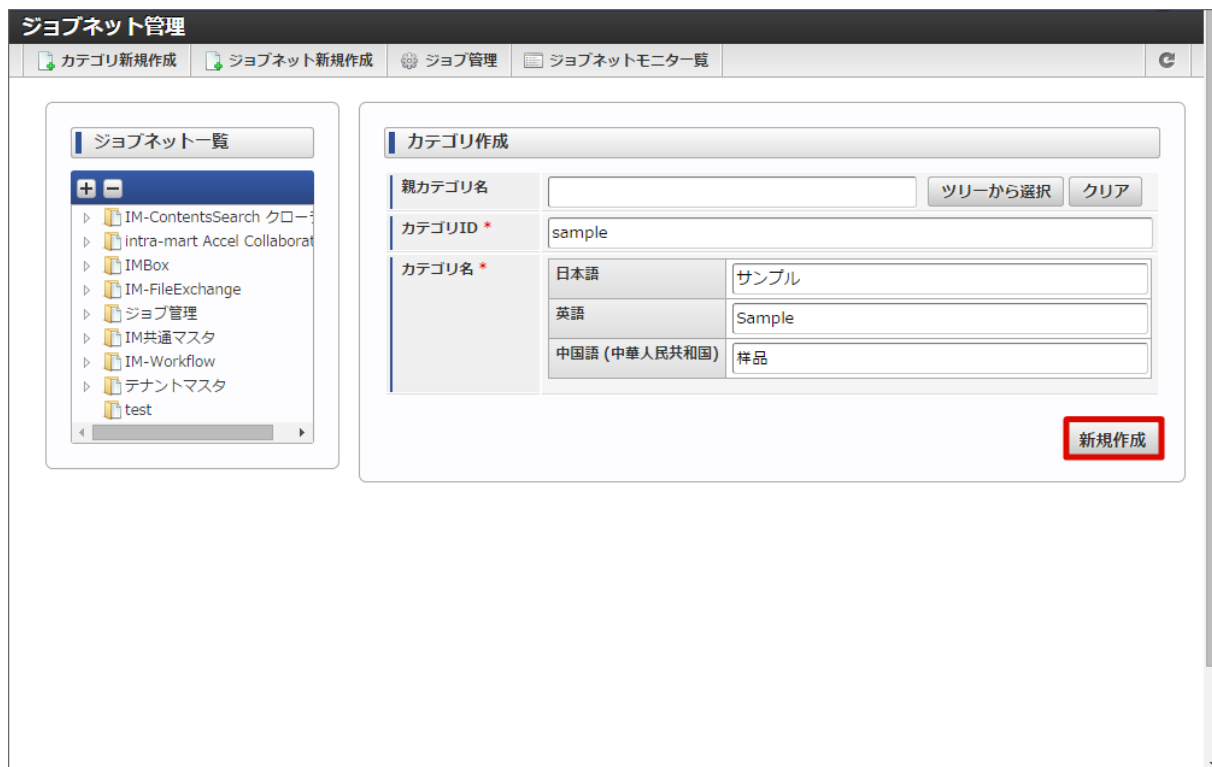 ジョブネット管理
カテゴリ新規作成 ジョブネット新規作成 ジョブ管理 ジョブネットモニター覧
ジョブネット一覧
IM-ContentsSearch クロー
intra-mart Accel Collaborat
IMBox
IM-FileExchange
ジョブ管理
IM共通マスタ
IM-Workflow
テナントマスタ
test
カテゴリ作成
親カテゴリ名 ツリーから選択 クリア
カテゴリID * sample
カテゴリ名 *
日本語 サンプル
英語 Sample
中国語 (中華人民共和国) 样品
新規作成